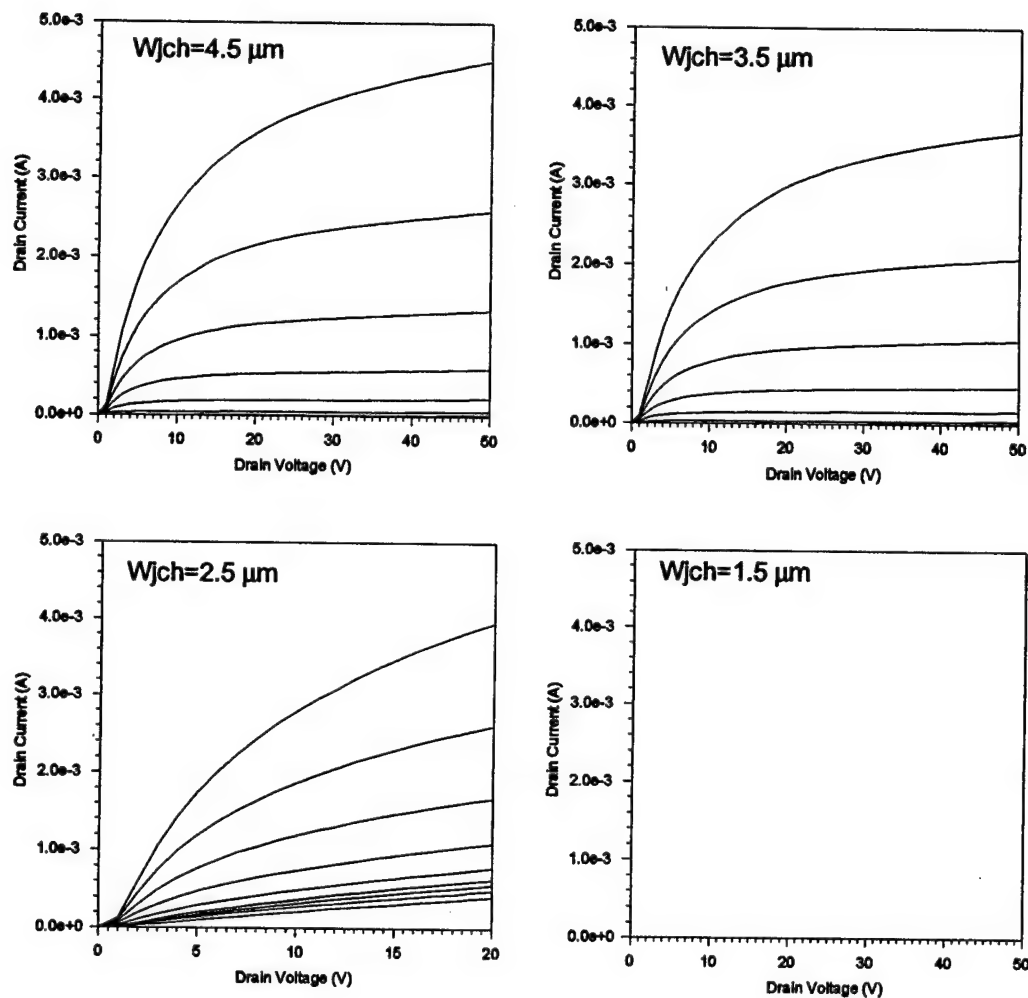 Wjch=4.5 µm
5.0e-3
4.0e-3
3.0e-3
2.0e-3
1.0e-3
0.0e+0
Drain Current (A)
0 10 20 30 40 50
Drain Voltage (V)
Wjch=3.5 µm
5.0e-3
4.0e-3
3.0e-3
2.0e-3
1.0e-3
0.0e+0
Drain Current (A)
0 10 20 30 40 50
Drain Voltage (V)
Wjch=2.5 µm
5.0e-3
4.0e-3
3.0e-3
2.0e-3
1.0e-3
0.0e+0
Drain Current (A)
0 5 10 15 20
Drain Voltage (V)
Wjch=1.5 µm
5.0e-3
4.0e-3
3.0e-3
2.0e-3
1.0e-3
0.0e+0
Drain Current (A)
0 10 20 30 40 50
Drain Voltage (V)